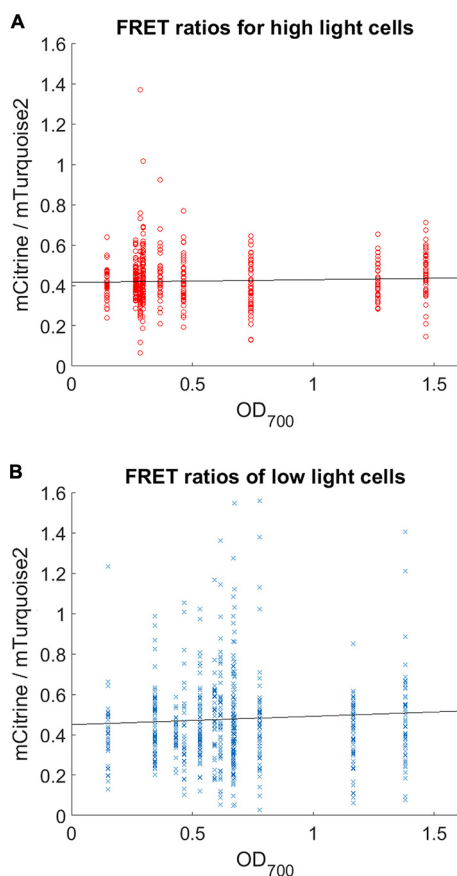 A
FRET ratios for high light cells
mCitrine / mTurquoise2
1.6
1.4
1.2
1
0.8
0.6
0.4
0.2
0
0 0.5 1 1.5
OD700
B
FRET ratios of low light cells
mCitrine / mTurquoise2
1.6
1.4
1.2
1
0.8
0.6
0.4
0.2
0
0 0.5 1 1.5
OD700